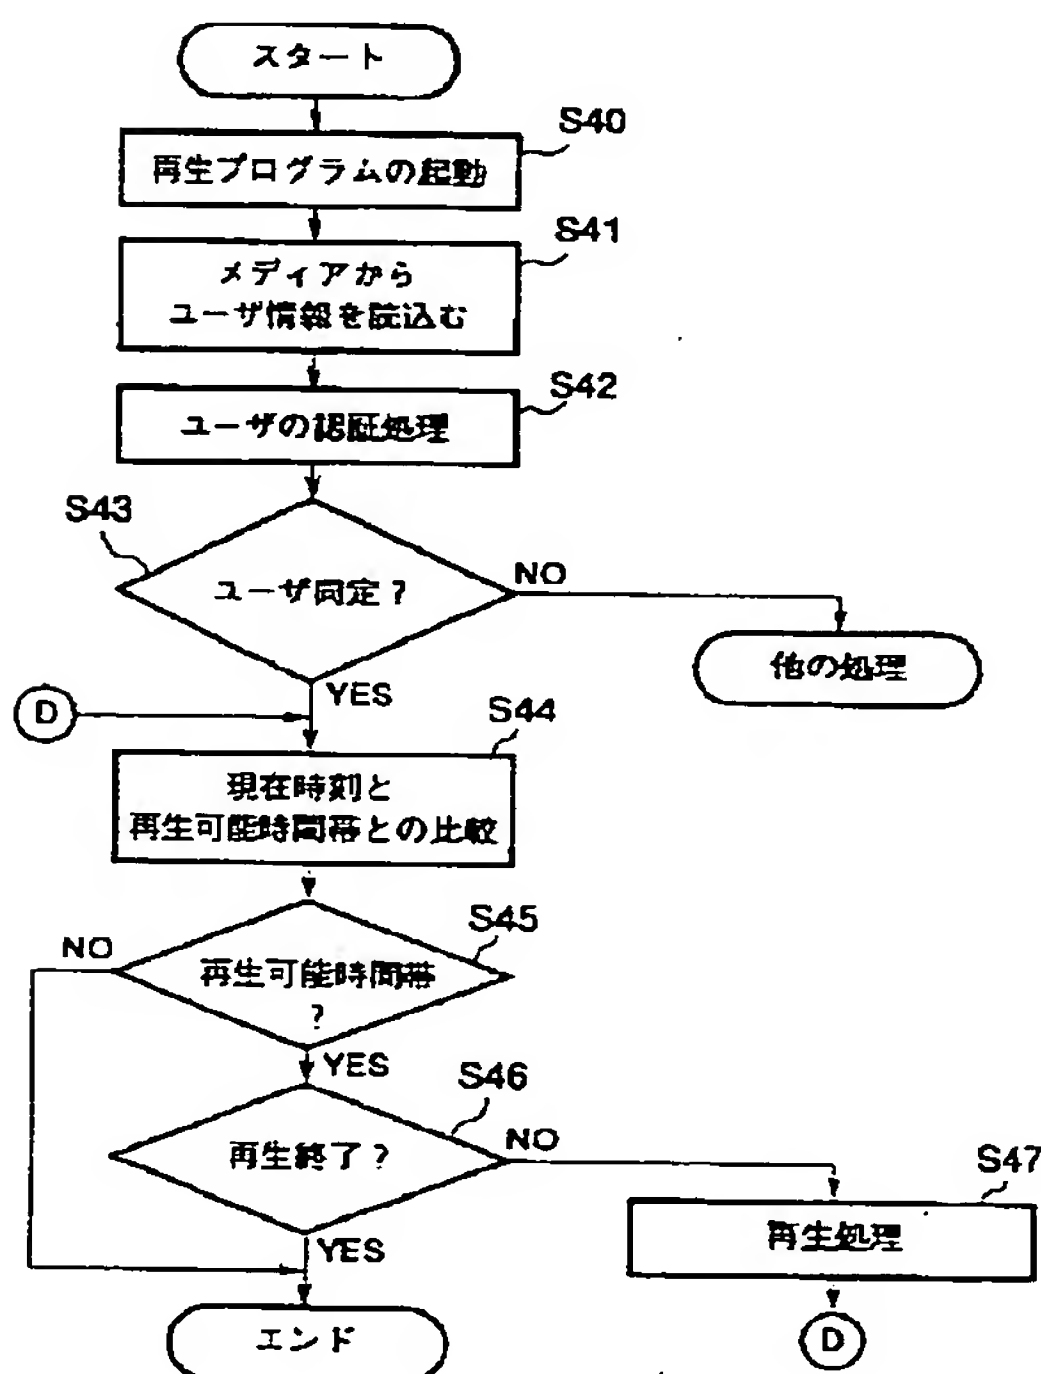 スタート
S40
再生プログラムの起動
S41
メディアから
ユーザ情報を読込む
S42
ユーザの認証処理
S43
ユーザ同定？
NO
他の処理
YES
D
S44
現在時刻と
再生可能時間帯との比較
S45
NO
再生可能時間帯
？
YES
S46
再生終了？
NO
S47
再生処理
YES
D
エンド